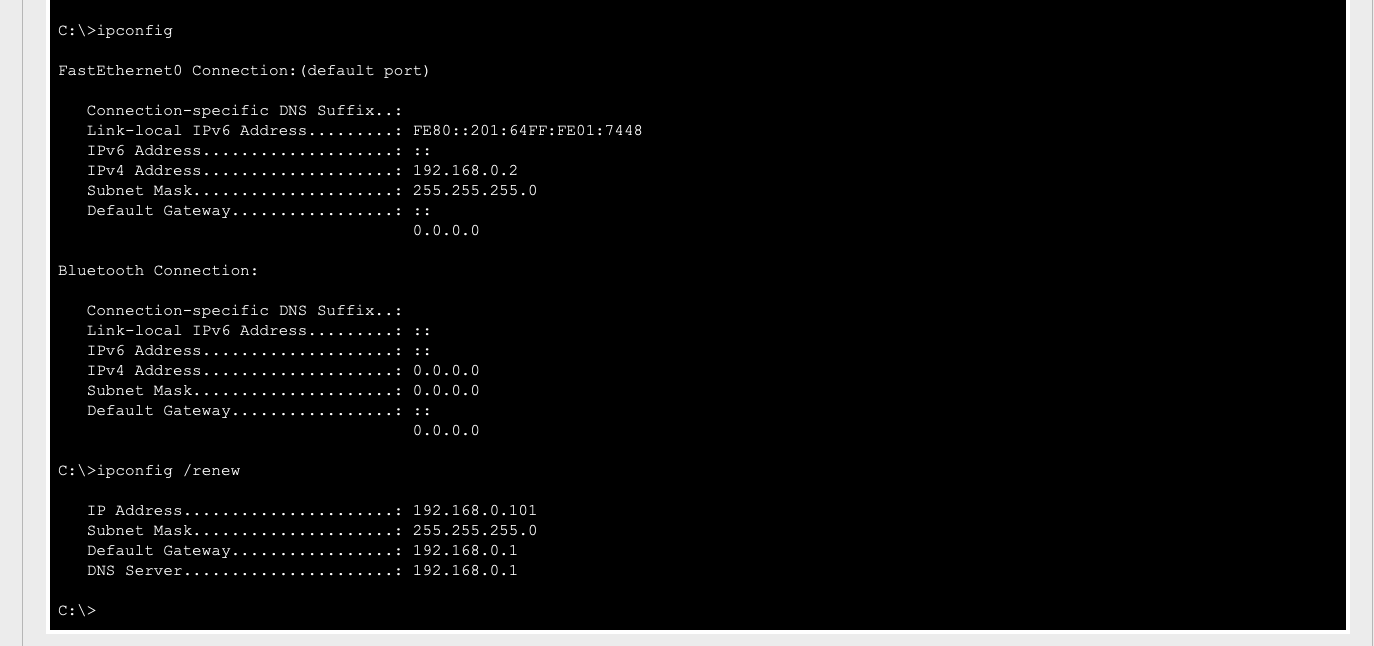 C:\>ipconfig
FastEthernet0 Connection:(default port)
Connection-specific DNS Suffix..:
Link-local IPv6 Address.........: FE80::201:64FF:FE01:7448
IPv6 Address....................: ::
IPv4 Address....................: 192.168.0.2
Subnet Mask.....................: 255.255.255.0
Default Gateway.................: ::
0.0.0.0
Bluetooth Connection:
Connection-specific DNS Suffix..:
Link-local IPv6 Address.........: ::
IPv6 Address....................: ::
IPv4 Address....................: 0.0.0.0
Subnet Mask.....................: 0.0.0.0
Default Gateway.................: ::
0.0.0.0
C:\>ipconfig /renew
IP Address......................: 192.168.0.101
Subnet Mask.....................: 255.255.255.0
Default Gateway.................: 192.168.0.1
DNS Server......................: 192.168.0.1
C:\>